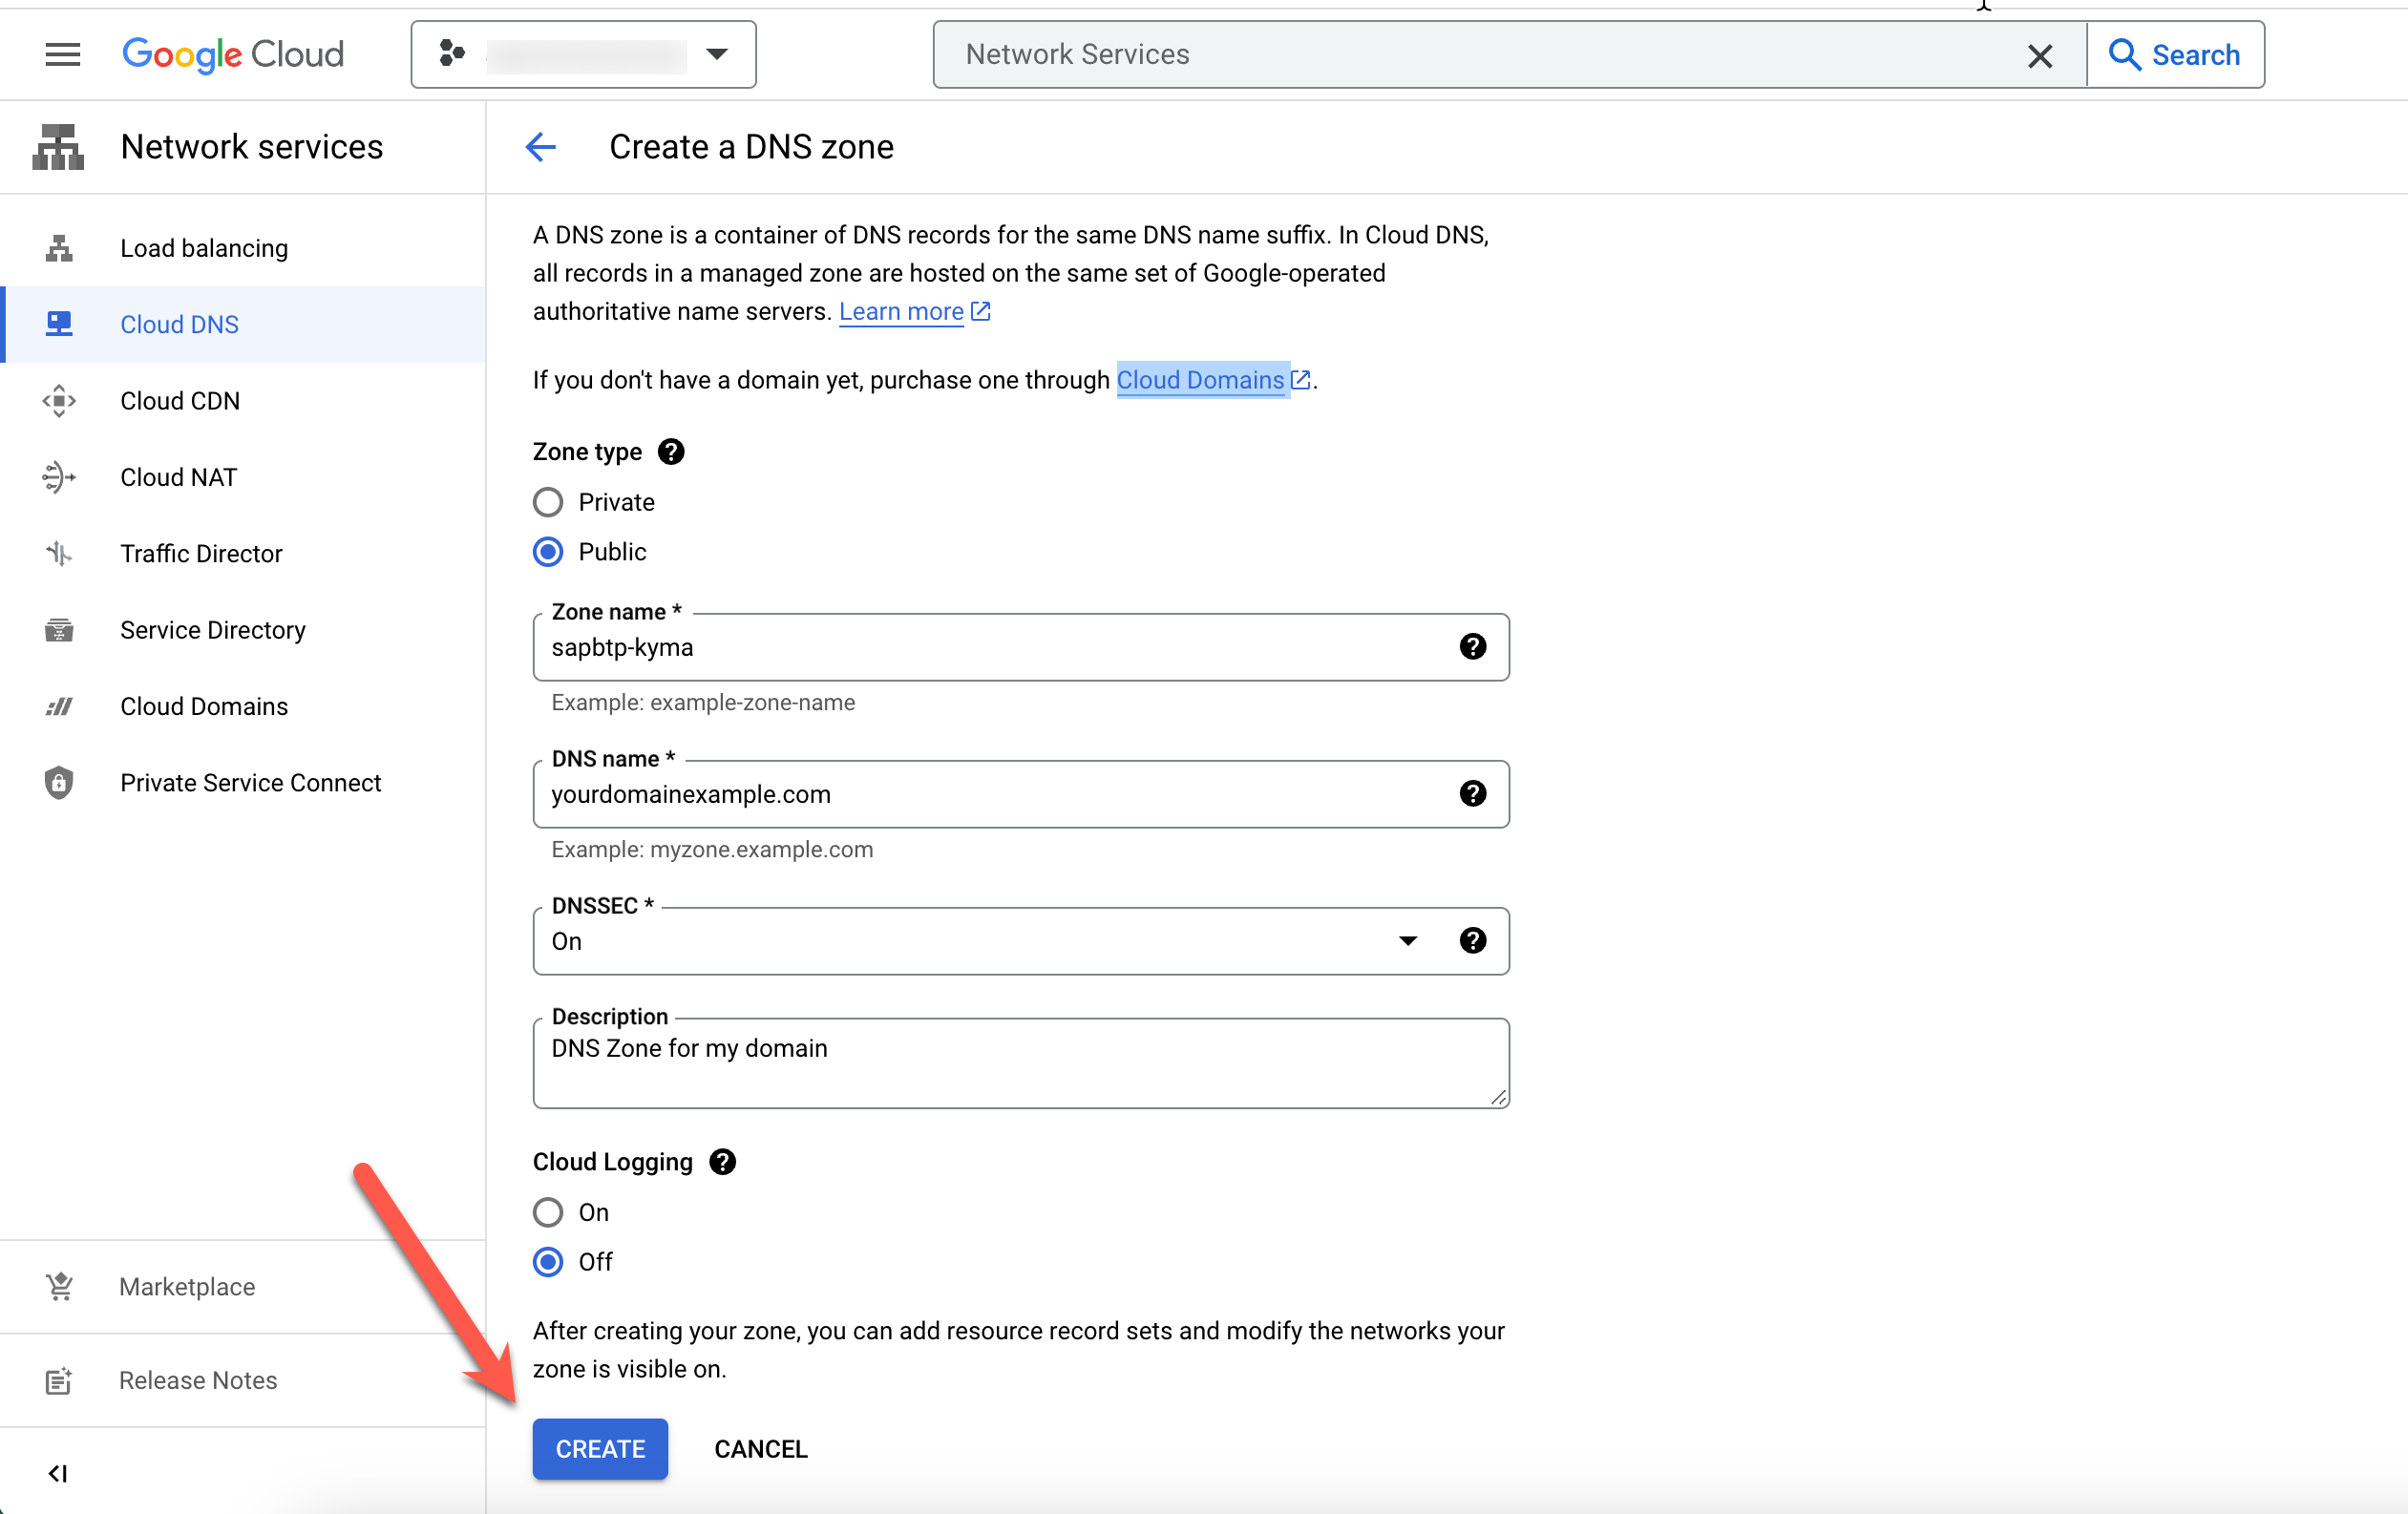 Google Cloud
Network Services
Search
Network services
Create a DNS zone
Load balancing
Cloud DNS
Cloud CDN
Cloud NAT
Traffic Director
Service Directory
Cloud Domains
Private Service Connect
Marketplace
Release Notes
A DNS zone is a container of DNS records for the same DNS name suffix. In Cloud DNS,
all records in a managed zone are hosted on the same set of Google-operated
authoritative name servers. Learn more
If you don't have a domain yet, purchase one through Cloud Domains.
Zone type
Private
Public
Zone name *
sapbtp-kyma
Example: example-zone-name
DNS name *
yourdomainexample.com
Example: myzone.example.com
DNSSEC *
On
Description
DNS Zone for my domain
Cloud Logging
On
Off
After creating your zone, you can add resource record sets and modify the networks your
zone is visible on.
CREATE
CANCEL